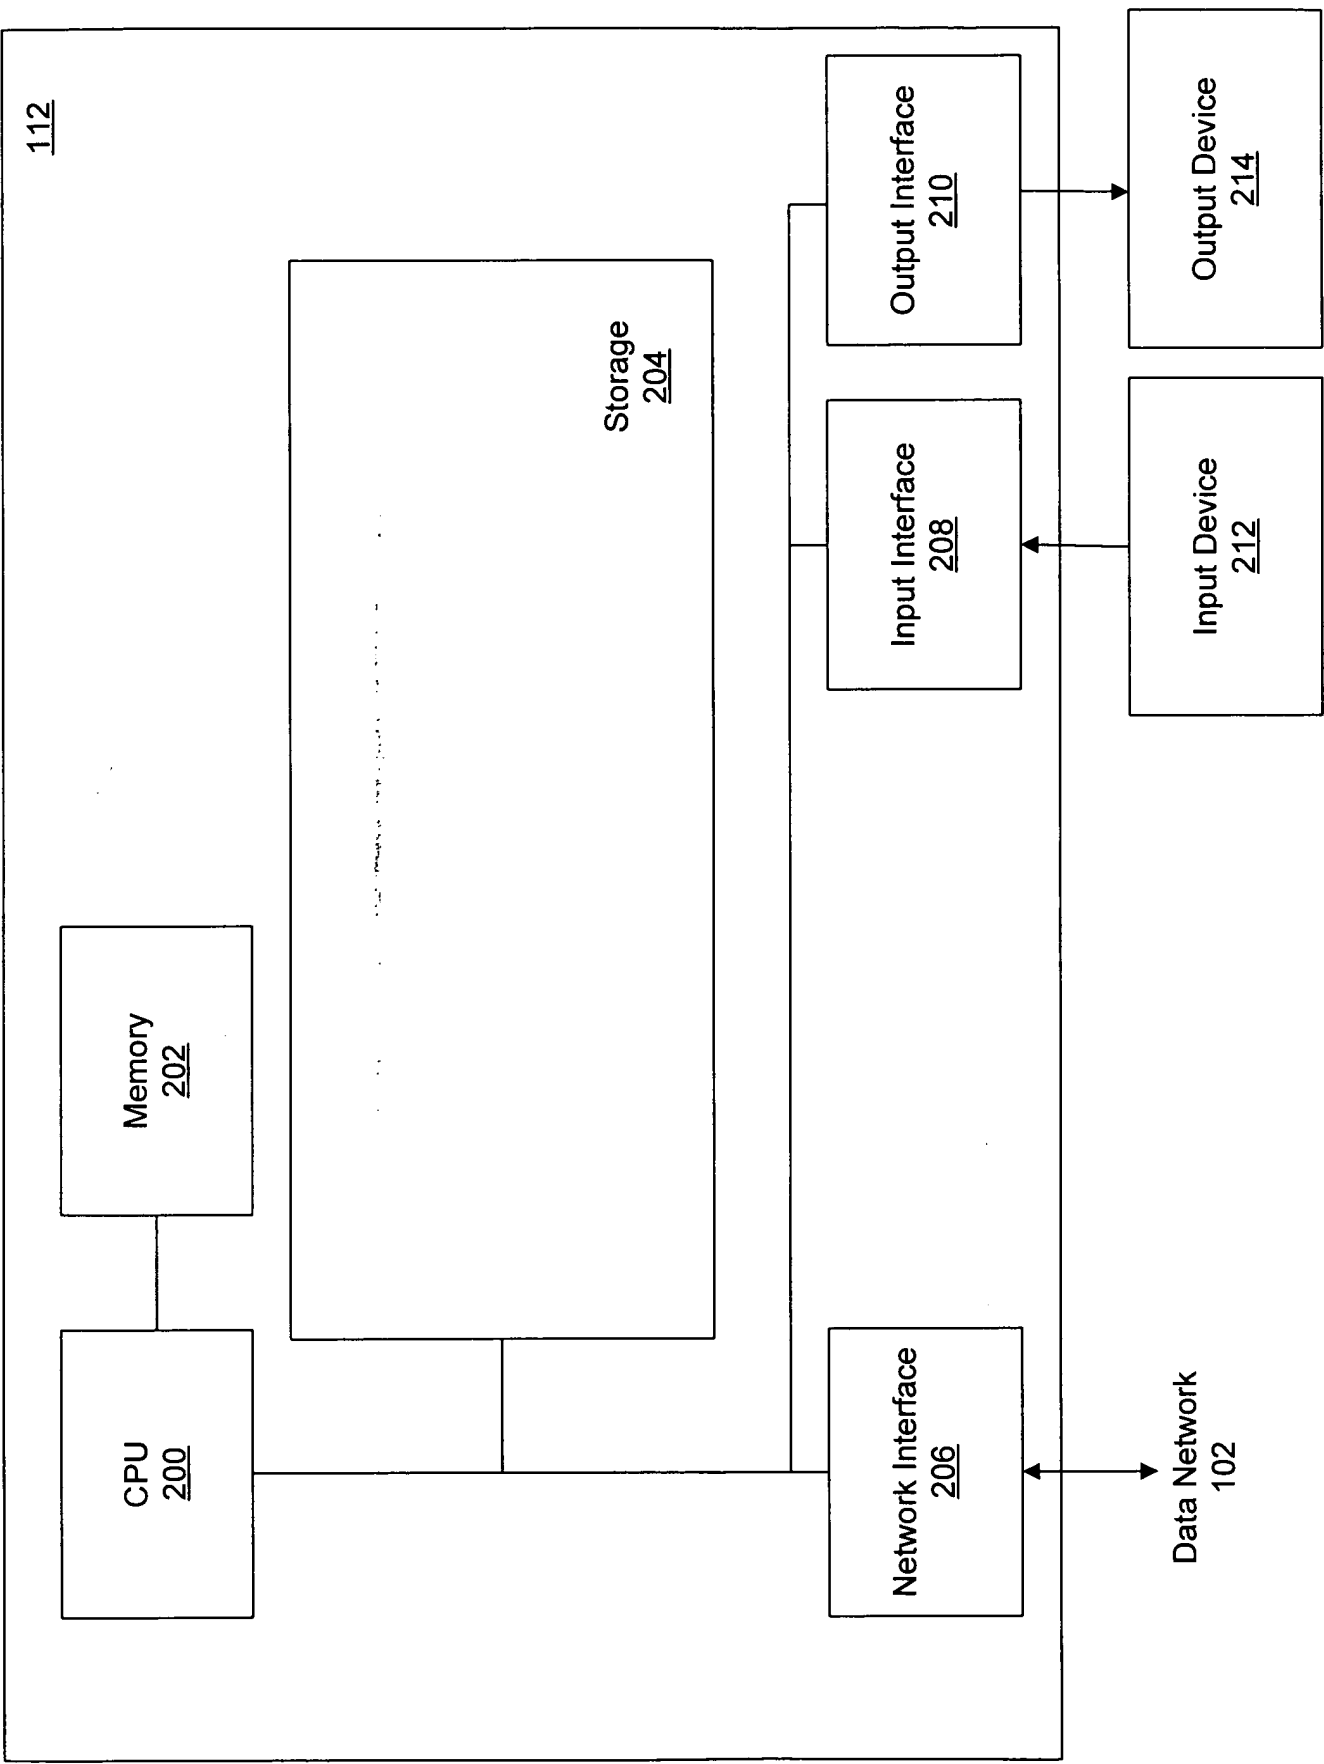 112
CPU
200
Memory
202
Storage
204
Network Interface
206
Input Interface
208
Output Interface
210
Data Network
102
Input Device
212
Output Device
214